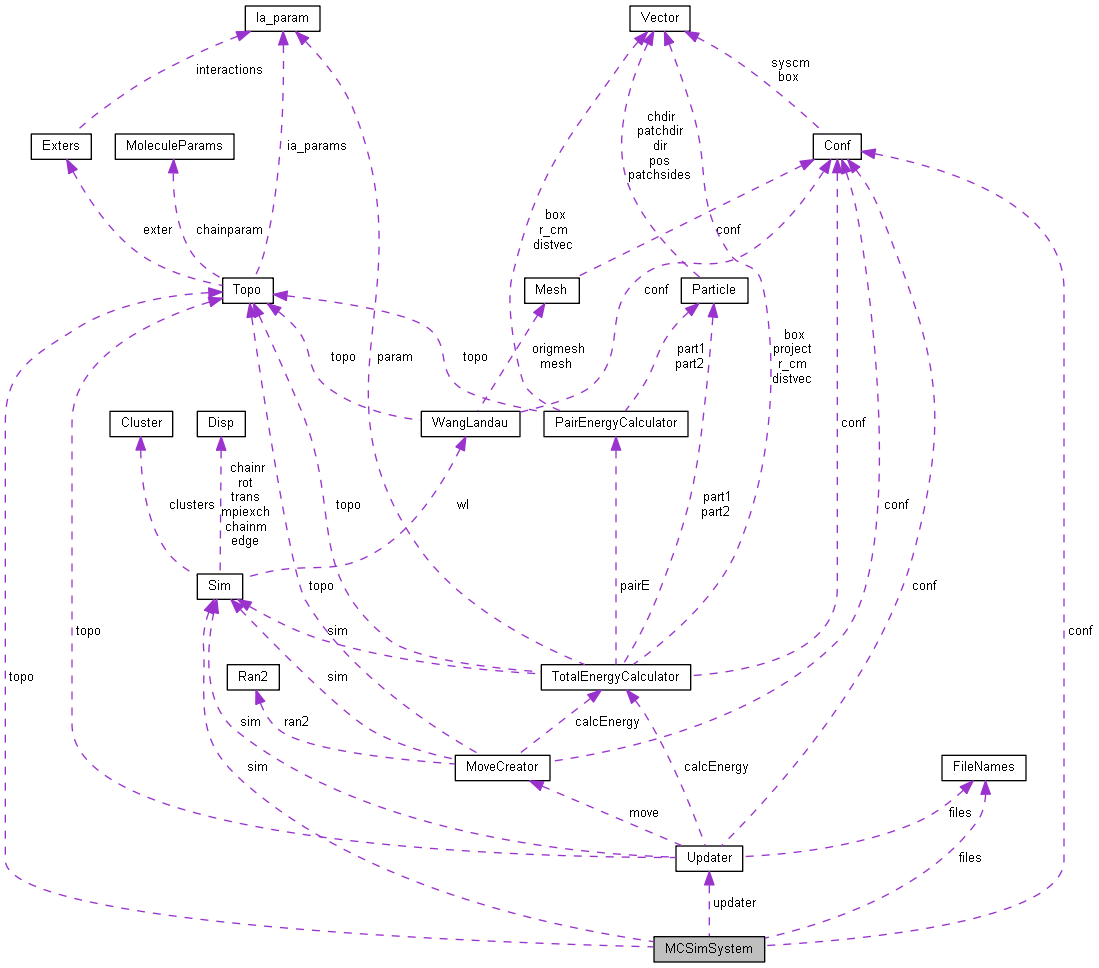 Ia_param
Vector
interactions
syscm
box
Exters
MoleculeParams
ia_params
chdir
patchdir
dir
pos
patchsides
Conf
exter
chainparam
box
r_cm
distvec
conf
Topo
Mesh
conf
Particle
topo
param
topo
origmesh
mesh
part1
part2
box
project
r_cm
distvec
Cluster
Disp
WangLandau
PairEnergyCalculator
conf
clusters
chainr
rot
trans
mpiexch
chainm
edge
wl
topo
part1
part2
conf
Sim
topo
pairE
conf
topo
sim
conf
topo
Ran2
sim
TotalEnergyCalculator
sim
ran2
calcEnergy
sim
MoveCreator
calcEnergy
FileNames
move
files
Updater
files
updater
MCSimSystem